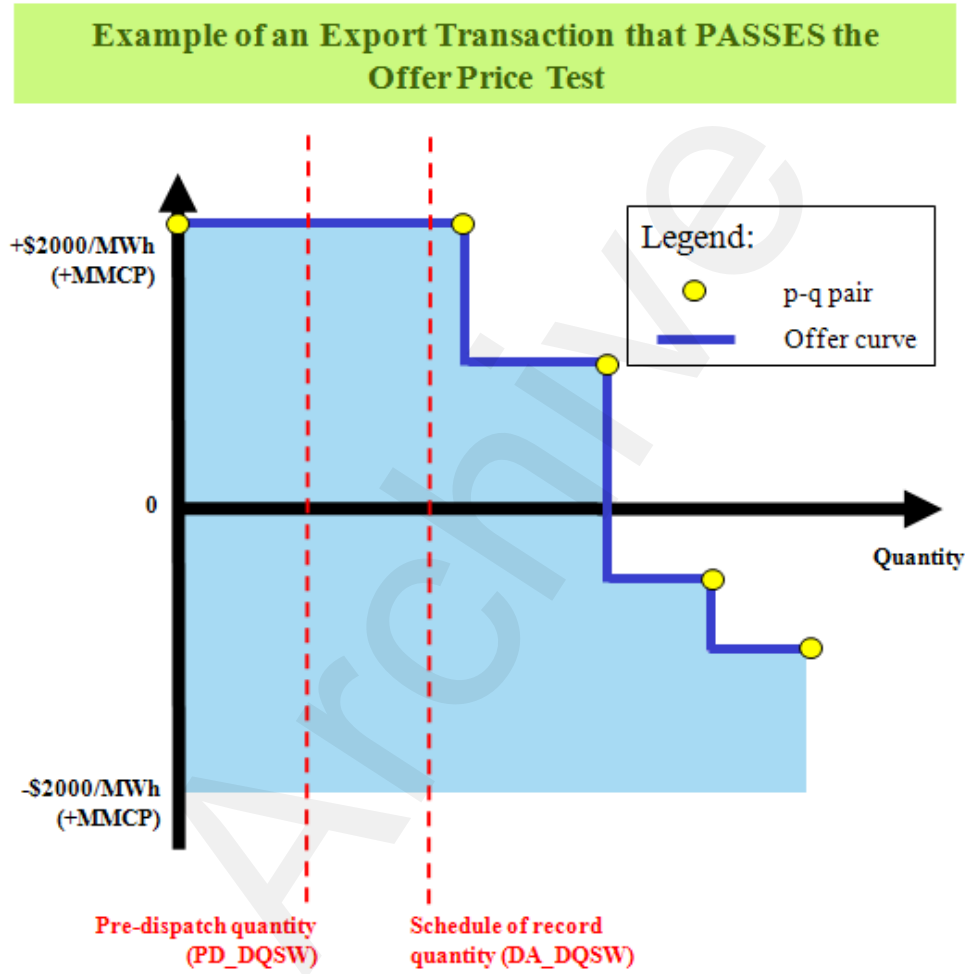 Example of an Export Transaction that PASSES the
Offer Price Test
+$2000/MWh
(+MMCP)
Legend:
p-q pair
Offer curve
0
Quantity
-$2000/MWh
(+MMCP)
Pre-dispatch quantity
(PD_DQSW)
Schedule of record
quantity (DA_DQSW)
Archive